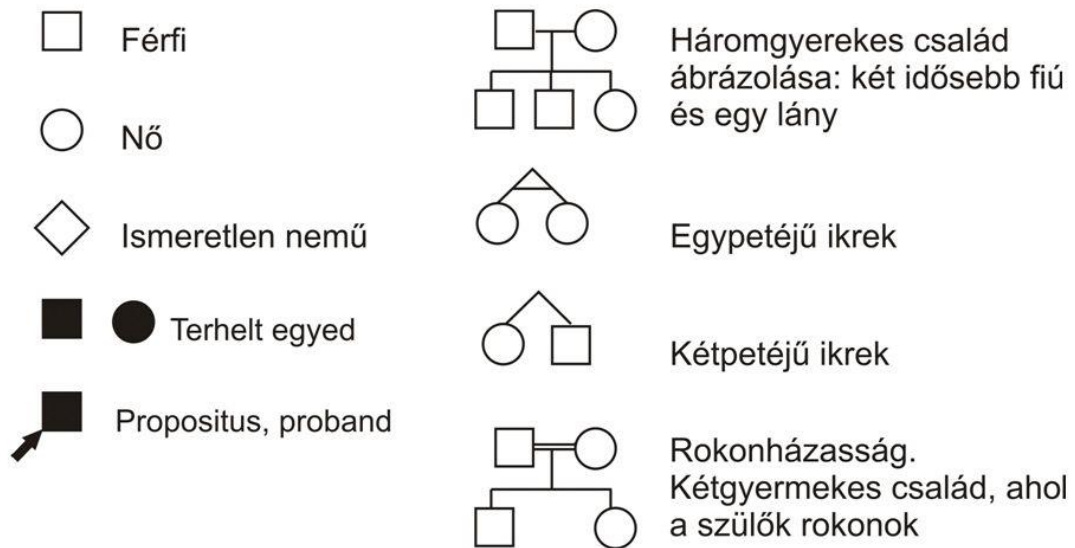 Férfi
Nő
Ismeretlen nemű
Terhelt egyed
Propositus, proband
Háromgyerekes család
ábrázolása: két idősebb fiú
és egy lány
Egypetéjű ikrek
Kétpetéjű ikrek
Rokonházasság.
Kétgyermekes család, ahol
a szülők rokonok